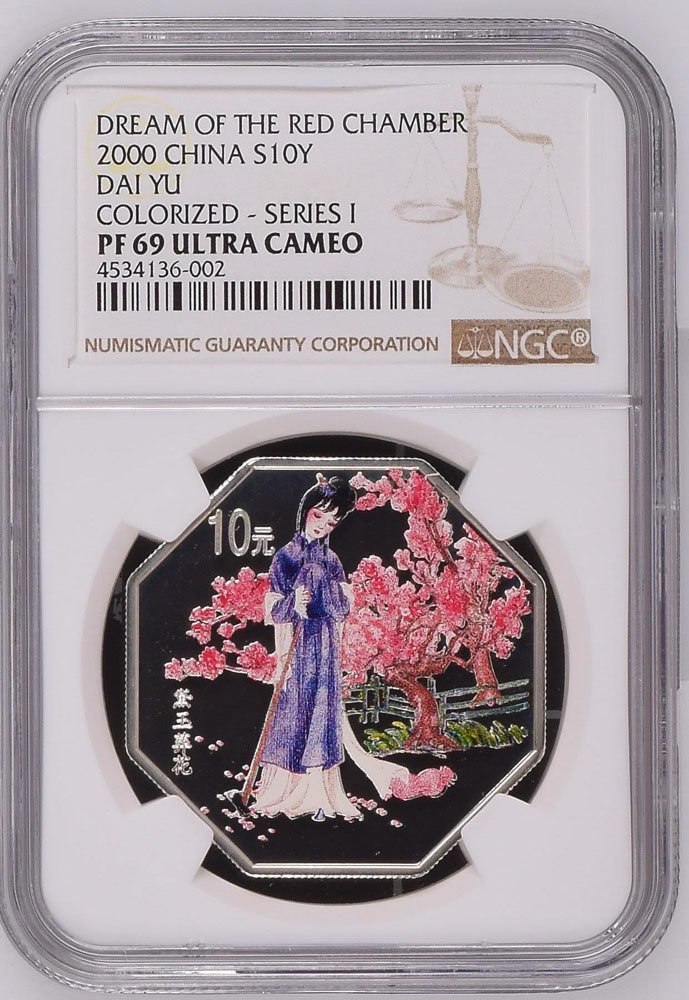 DREAM OF THE RED CHAMBER
2000 CHINA S10Y
DAI YU
COLORIZED - SERIES I
PF 69 ULTRA CAMEO
4534136-002
NUMISMATIC GUARANTY CORPORATION
NGC®
10元
黛玉葬花